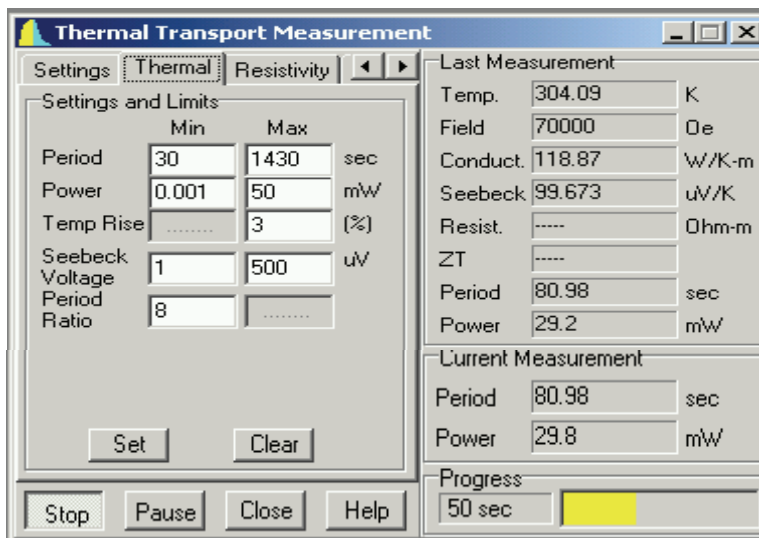 Thermal Transport Measurement
Settings Thermal Resistivity
Settings and Limits
Min Max
Period 30 1430 sec
Power 0.001 50 mW
Temp Rise ........ 3 (%)
Seebeck Voltage 1 500 uV
Period Ratio 8 ........
Set Clear
Stop Pause Close Help
Last Measurement
Temp. 304.09 K
Field 70000 Oe
Conduct. 118.87 W/K-m
Seebeck 99.673 uV/K
Resist. ----- Ohm-m
ZT -----
Period 80.98 sec
Power 29.2 mW
Current Measurement
Period 80.98 sec
Power 29.8 mW
Progress
50 sec